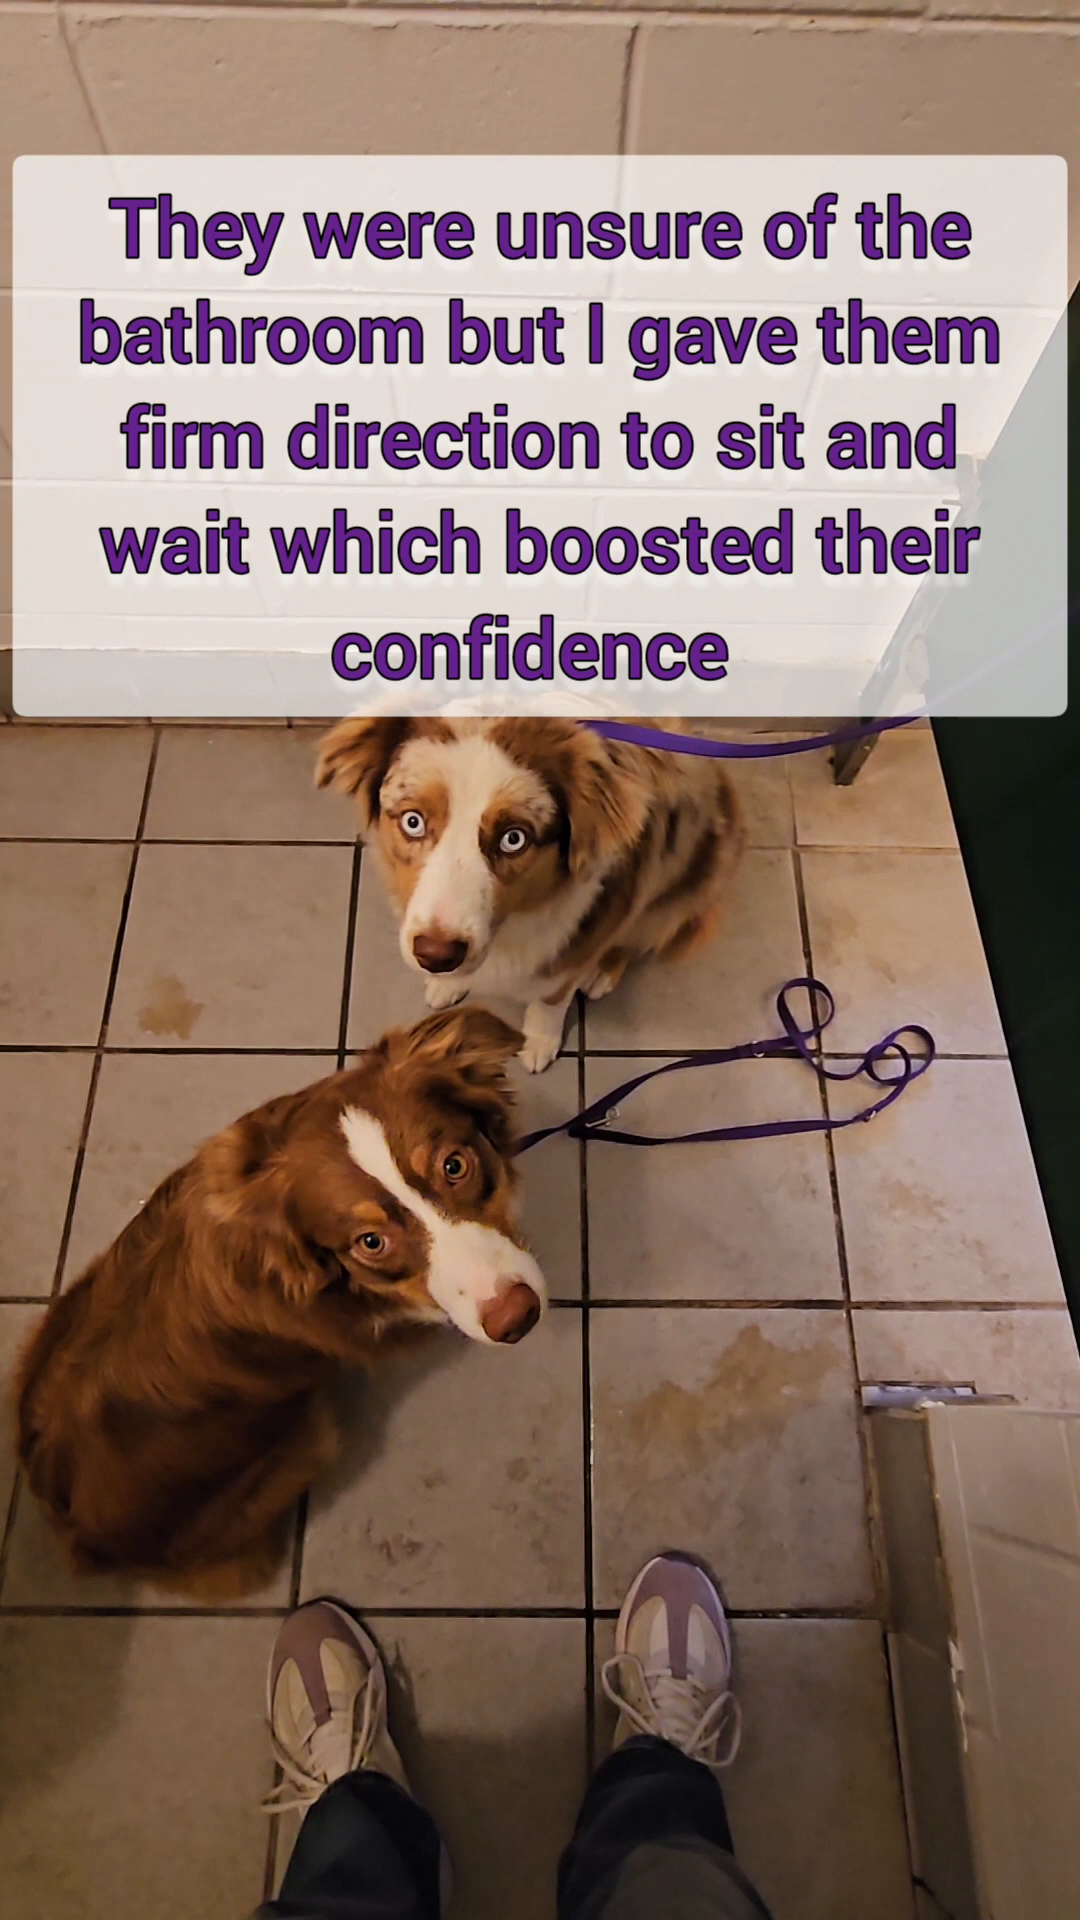 They were unsure of the
bathroom but I gave them
firm direction to sit and
wait which boosted their
confidence